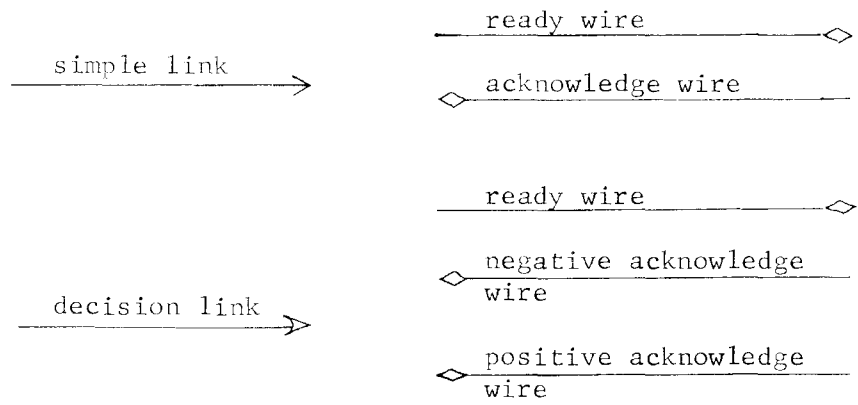 simple link
ready wire
acknowledge wire
decision link
ready wire
negative acknowledge
wire
positive acknowledge
wire